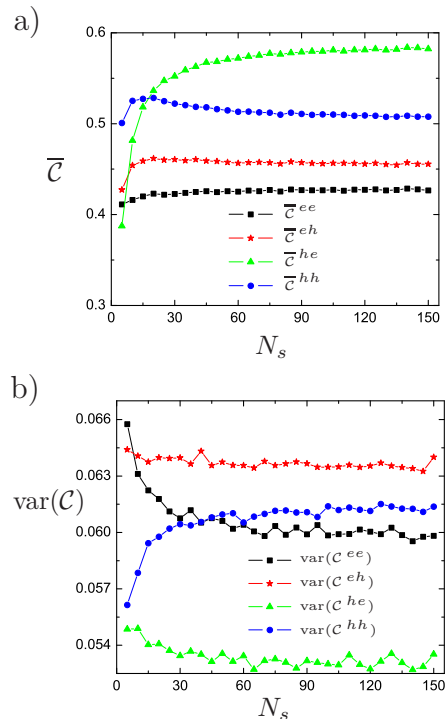 a)
0.6
0.5
0.4
0.3
C̅
C̅ ee
C̅ eh
C̅ he
C̅ hh
0 30 60 90 120 150
N_s
b)
0.066
0.063
0.060
0.057
0.054
var(C)
var(C ee)
var(C eh)
var(C he)
var(C hh)
0 30 60 90 120 150
N_s